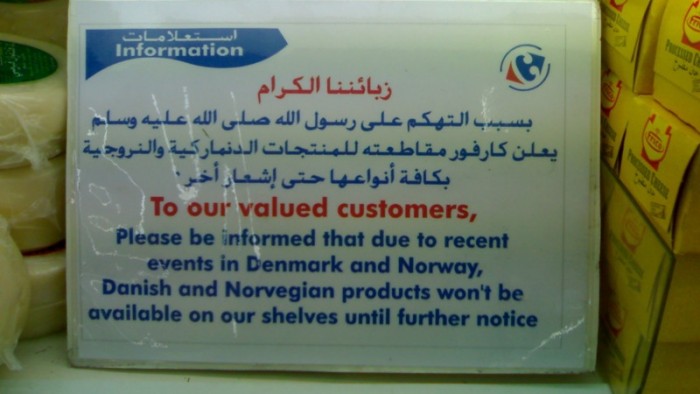 استعلامات
Information
زبائننا الكرام
بسبب التهكم على رسول الله صلى الله عليه وسلم
يعلن كارفور مقاطعته للمنتجات الدنماركية والنروجية
بكافة أنواعها حتى إشعار أخر
To our valued customers,
Please be informed that due to recent
events in Denmark and Norway,
Danish and Norvegian products won't be
available on our shelves until further notice